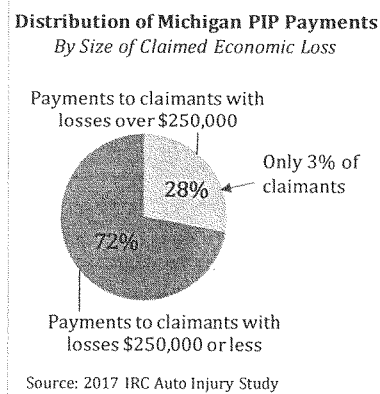 Distribution of Michigan PIP Payments
By Size of Claimed Economic Loss
Payments to claimants with
losses over $250,000
Only 3% of
claimants
28%
72%
Payments to claimants with
losses $250,000 or less
Source: 2017 IRC Auto Injury Study